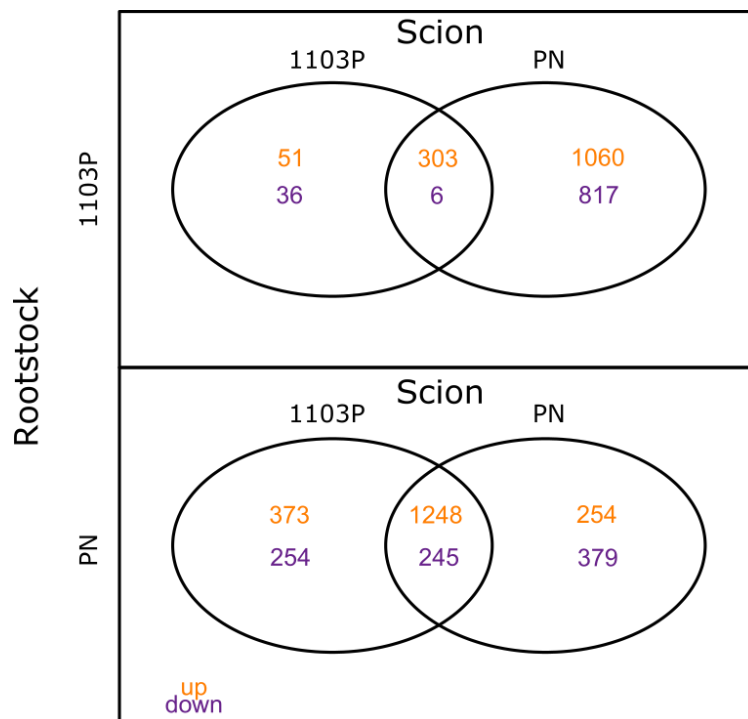 Scion
1103P PN
51 303 1060
36 6 817
1103P
Rootstock
Scion
1103P PN
373 1248 254
254 245 379
PN
up
down